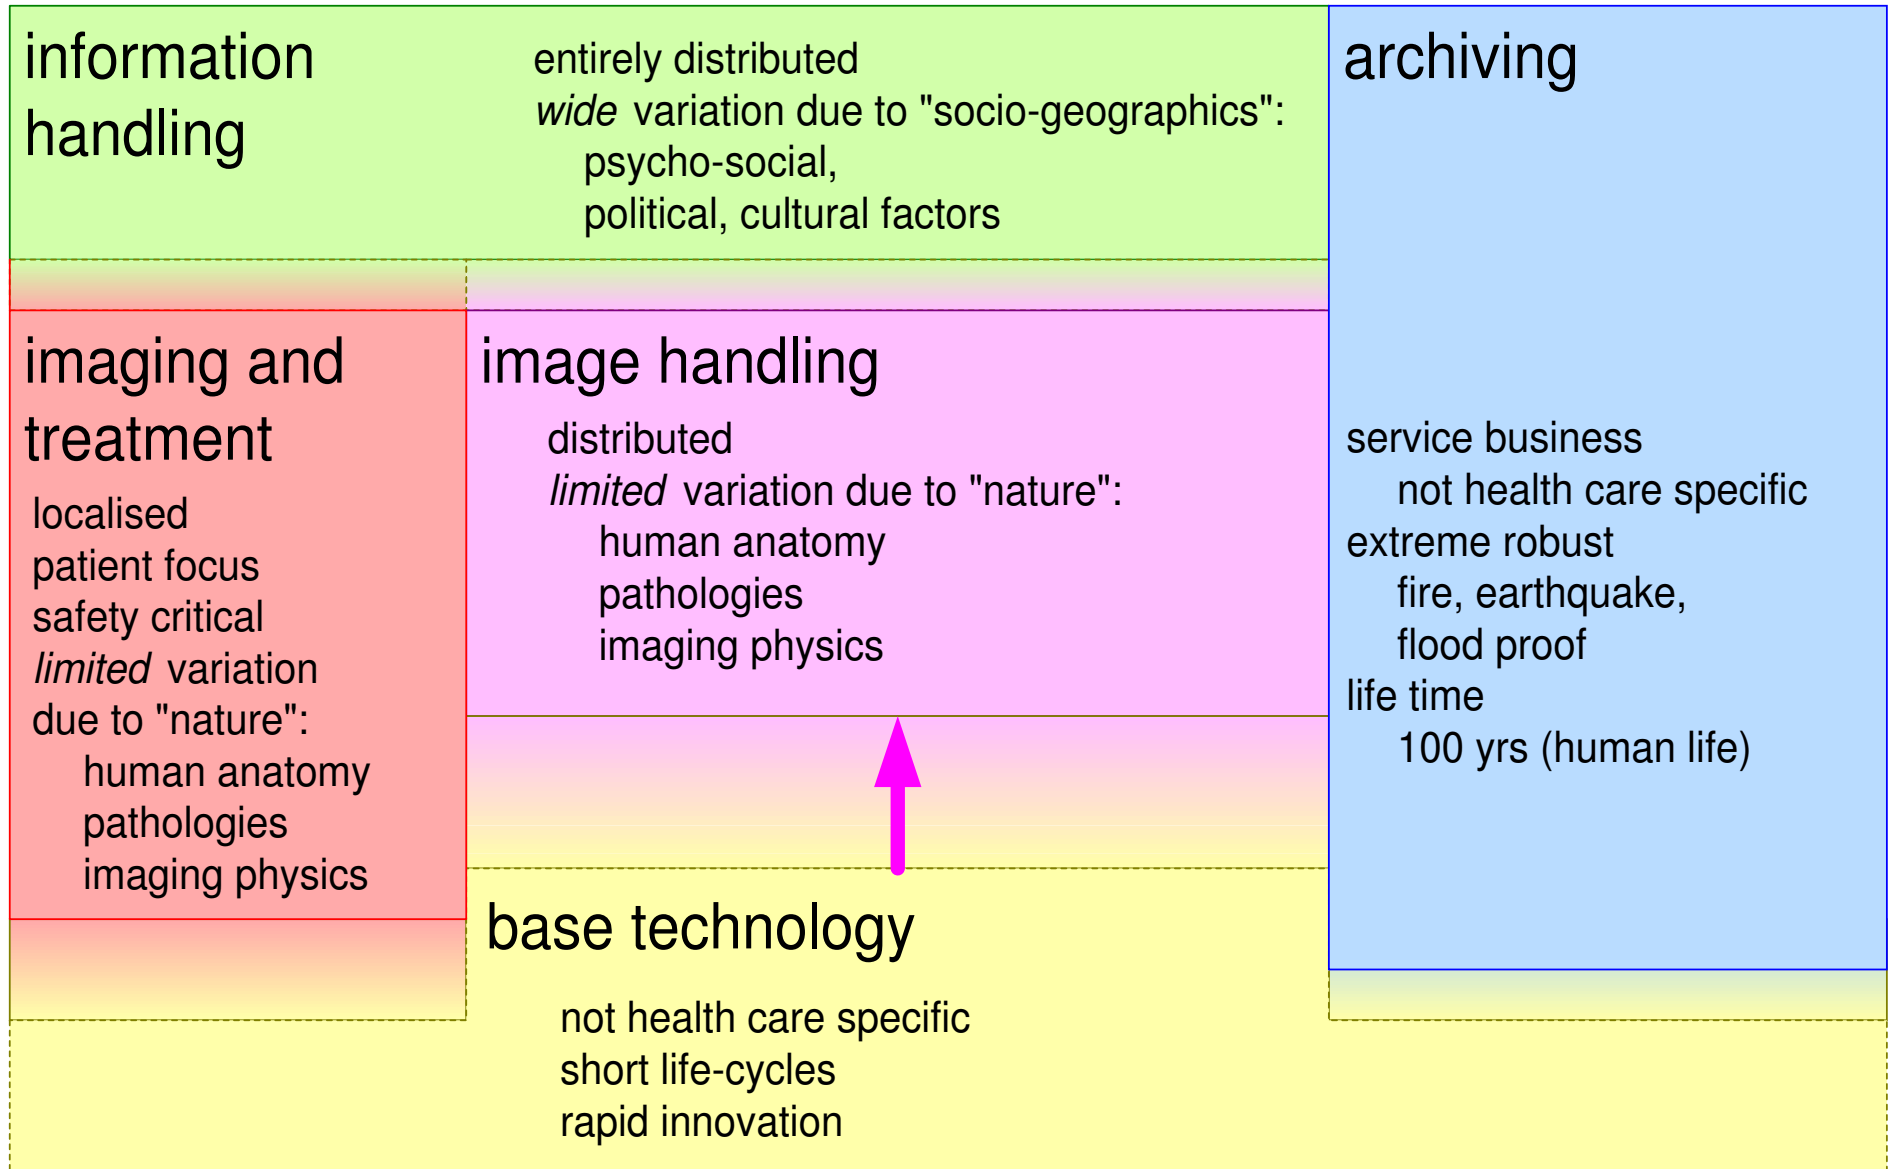 information
handling
entirely distributed
wide variation due to "socio-geographics":
psycho-social,
political, cultural factors
archiving
service business
not health care specific
extreme robust
fire, earthquake,
flood proof
life time
100 yrs (human life)
imaging and
treatment
localised
patient focus
safety critical
limited variation
due to "nature":
human anatomy
pathologies
imaging physics
image handling
distributed
limited variation due to "nature":
human anatomy
pathologies
imaging physics
base technology
not health care specific
short life-cycles
rapid innovation